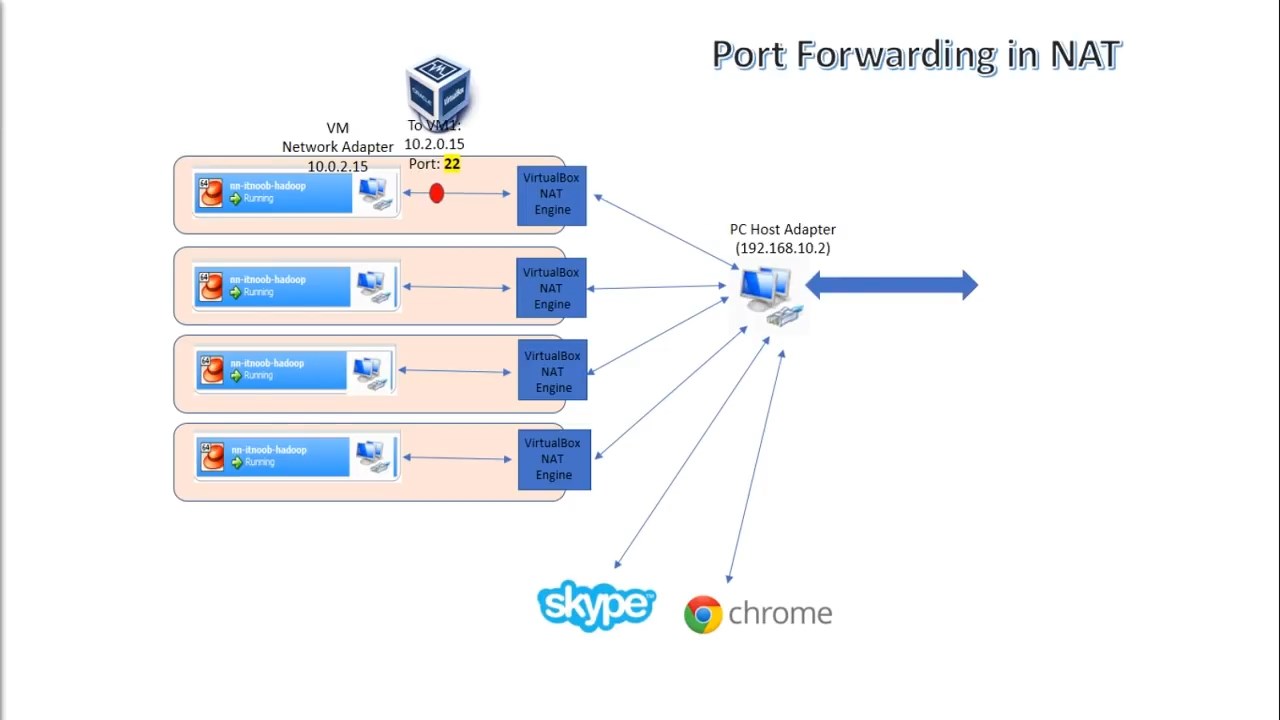 Port Forwarding in NAT
ORACLE
VirtualBox
VM
Network Adapter
10.0.2.15
To VM1:
10.2.0.15
Port: 22
64
nn-itnoob-hadoop
Running
VirtualBox
NAT
Engine
PC Host Adapter
(192.168.10.2)
64
nn-itnoob-hadoop
Running
VirtualBox
NAT
Engine
64
nn-itnoob-hadoop
Running
VirtualBox
NAT
Engine
64
nn-itnoob-hadoop
Running
VirtualBox
NAT
Engine
skype™
chrome